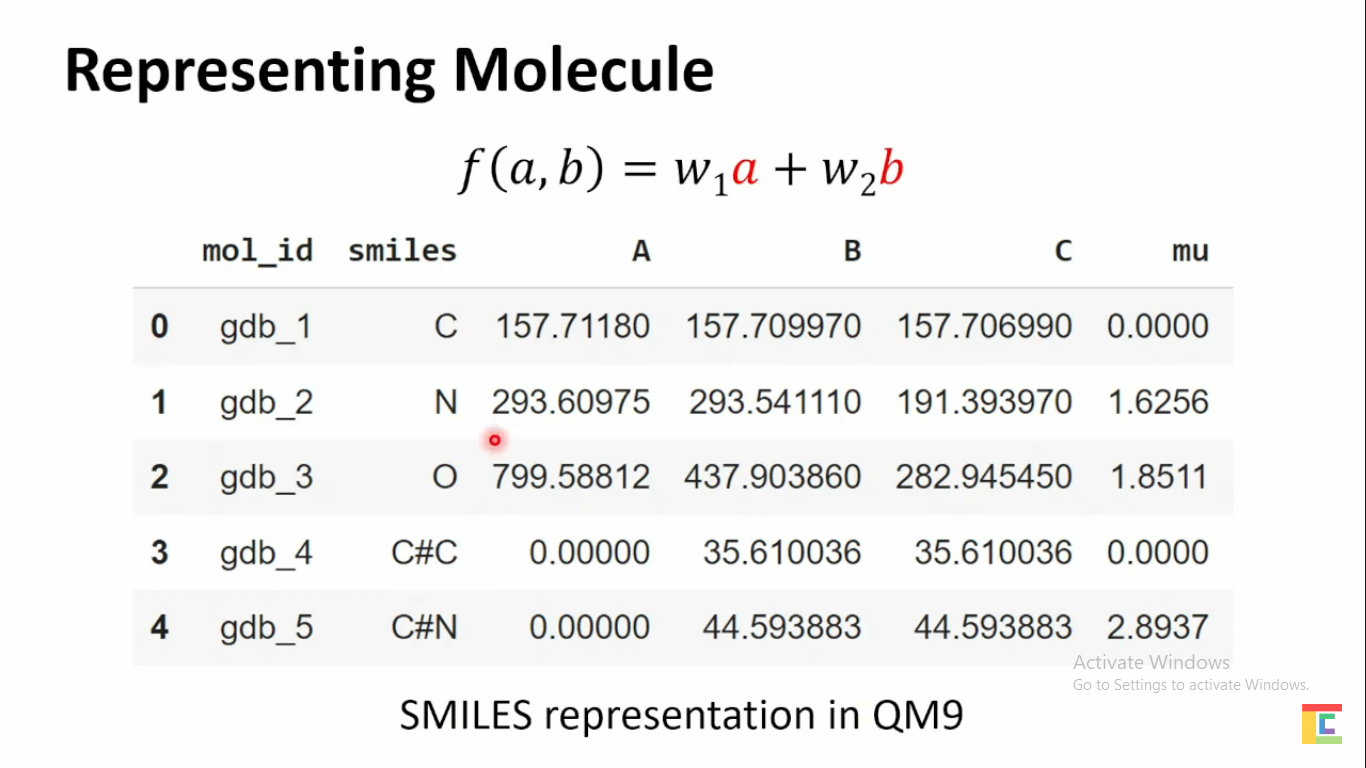 Representing Molecule
f(a, b) = w₁a + w₂b
mol_id smiles A B C mu
0 gdb_1 C 157.71180 157.709970 157.706990 0.0000
1 gdb_2 N 293.60975 293.541110 191.393970 1.6256
2 gdb_3 O 799.58812 437.903860 282.945450 1.8511
3 gdb_4 C#C 0.00000 35.610036 35.610036 0.0000
4 gdb_5 C#N 0.00000 44.593883 44.593883 2.8937
Activate Windows
Go to Settings to activate Windows.
SMILES representation in QM9